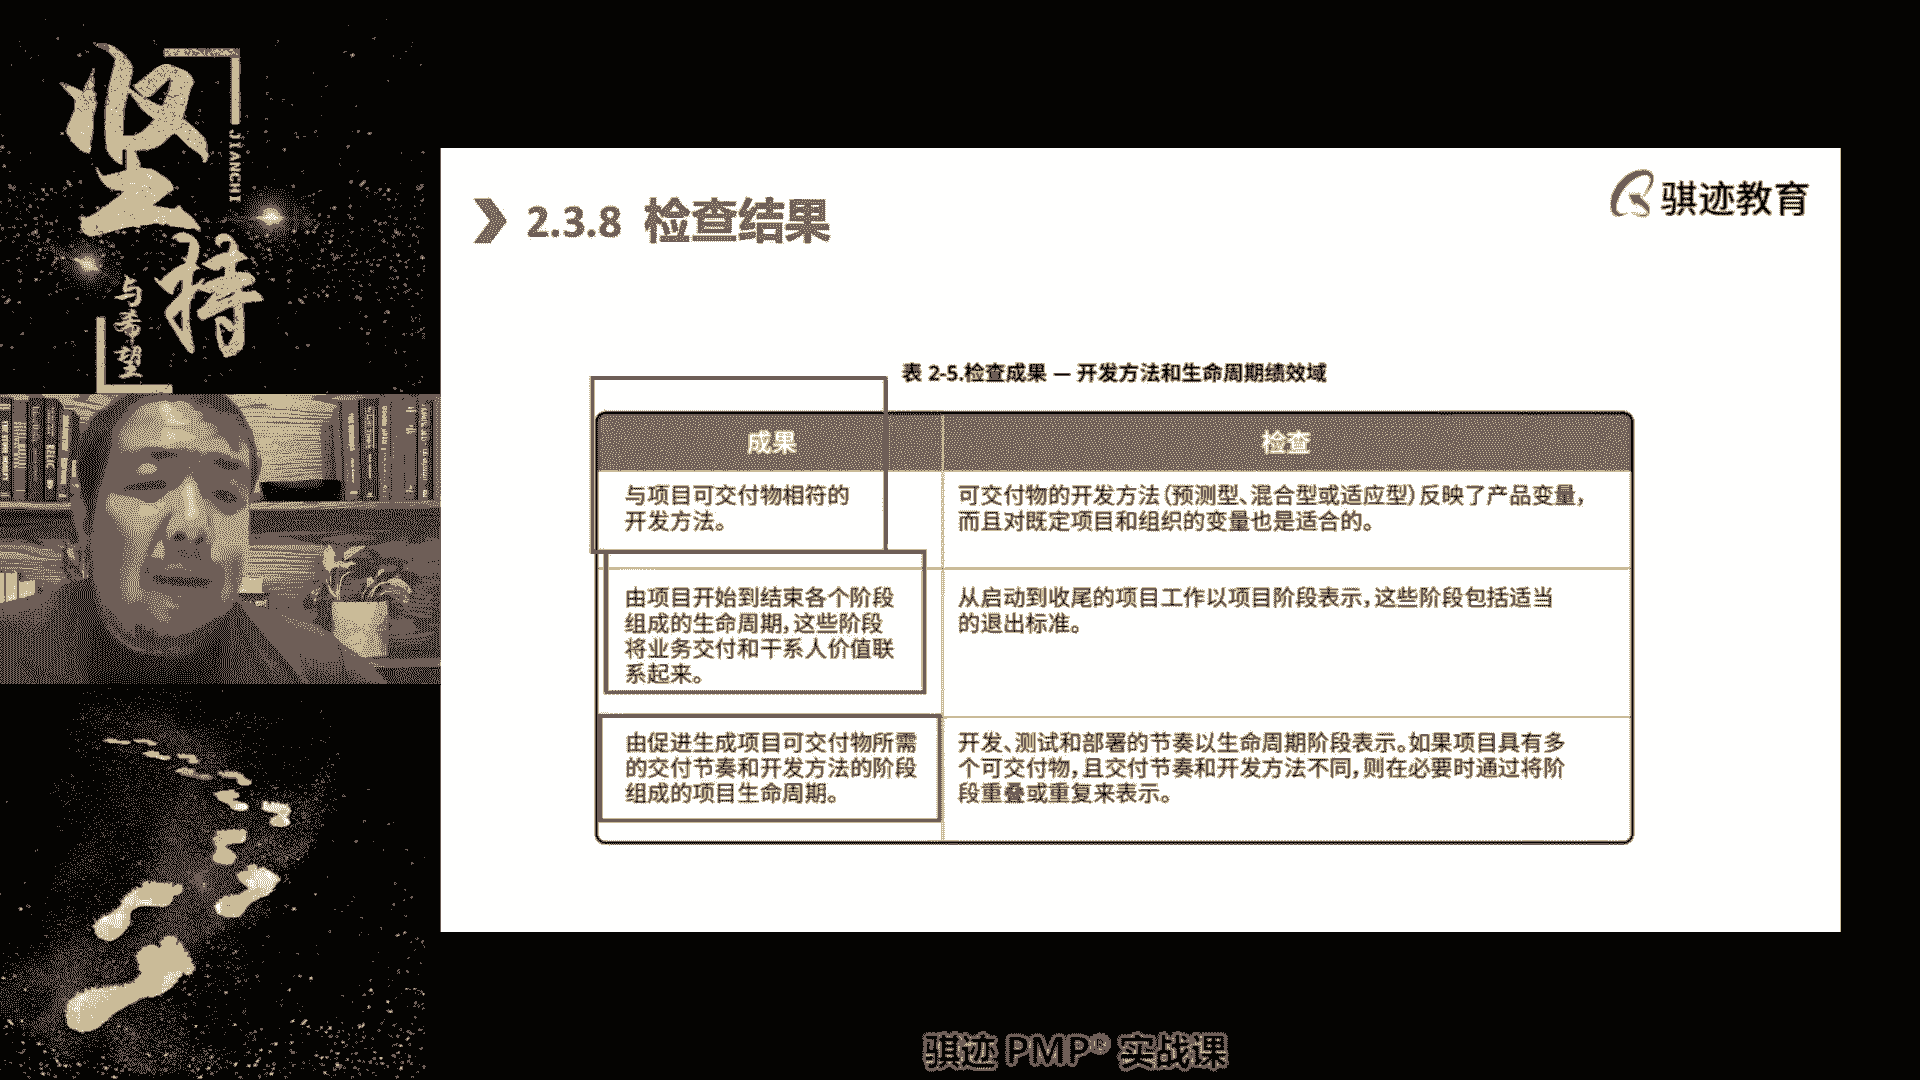 坚持
JIANCHI
与希望
2.3.8 检查结果
骐迹教育
表 2-5.检查成果 — 开发方法和生命周期绩效域
成果
检查
与项目可交付物相符的
开发方法。
可交付物的开发方法(预测型、混合型或适应型)反映了产品变量,
而且对既定项目和组织的变量也是适合的。
由项目开始到结束各个阶段
组成的生命周期,这些阶段
将业务交付和干系人价值联
系起来。
从启动到收尾的项目工作以项目阶段表示,这些阶段包括适当
的退出标准。
由促进生成项目可交付物所需
的交付节奏和开发方法的阶段
组成的项目生命周期。
开发、测试和部署的节奏以生命周期阶段表示。如果项目具有多
个可交付物,且交付节奏和开发方法不同,则在必要时通过将阶
段重叠或重复来表示。
骐迹 PMP® 实战课